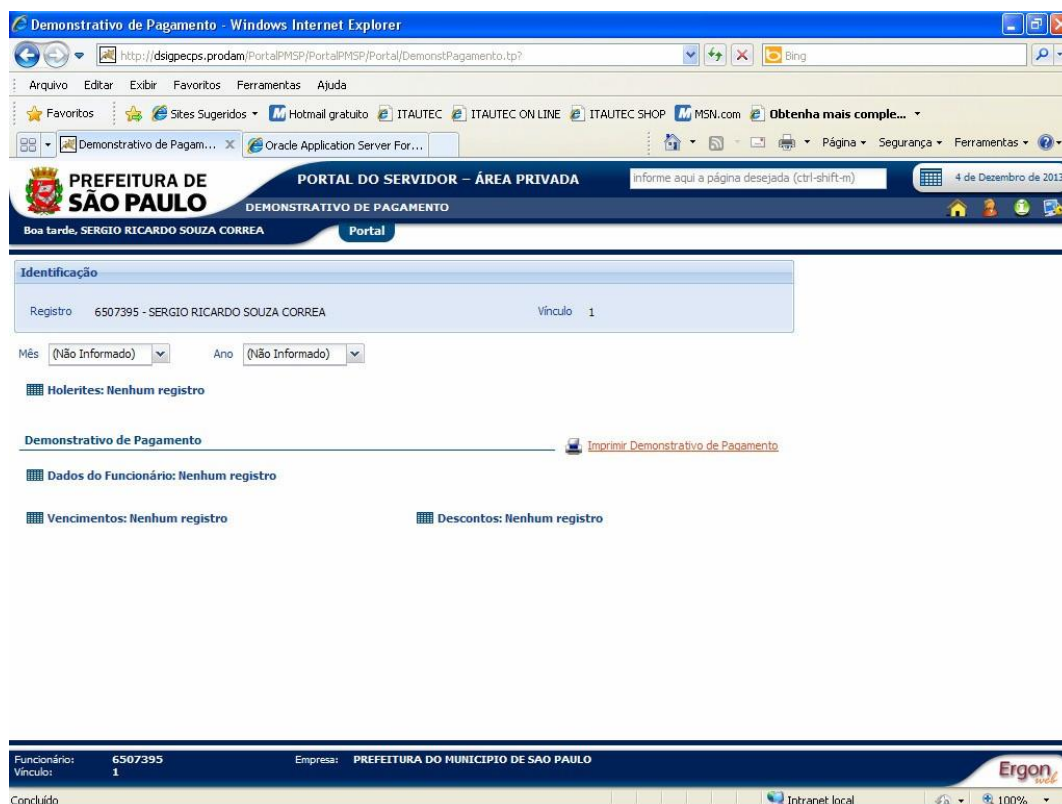 Demonstrativo de Pagamento - Windows Internet Explorer
http://dsigpecps.prodam/PortalPMSP/PortalPMSP/Portal/DemonstPagamento.tp?
Bing
Arquivo Editar Exibir Favoritos Ferramentas Ajuda
Favoritos Sites Sugeridos Hotmail gratuito ITAUTEC ITAUTEC ON LINE ITAUTEC SHOP MSN.com Obtenha mais comple...
Demonstrativo de Pagam... X Oracle Application Server For... Página Segurança Ferramentas
PREFEITURA DE
SÃO PAULO
PORTAL DO SERVIDOR – ÁREA PRIVADA
informe aqui a página desejada (ctrl-shift-m)
4 de Dezembro de 2013
DEMONSTRATIVO DE PAGAMENTO
Boa tarde, SERGIO RICARDO SOUZA CORREA Portal
Identificação
Registro 6507395 - SERGIO RICARDO SOUZA CORREA Vínculo 1
Mês (Não Informado) Ano (Não Informado)
Holerites: Nenhum registro
Demonstrativo de Pagamento Imprimir Demonstrativo de Pagamento
Dados do Funcionário: Nenhum registro
Vencimentos: Nenhum registro Descontos: Nenhum registro
Funcionário: 6507395 Empresa: PREFEITURA DO MUNICIPIO DE SAO PAULO
Vínculo: 1
Ergon
web
Concluído Intranet local 100%